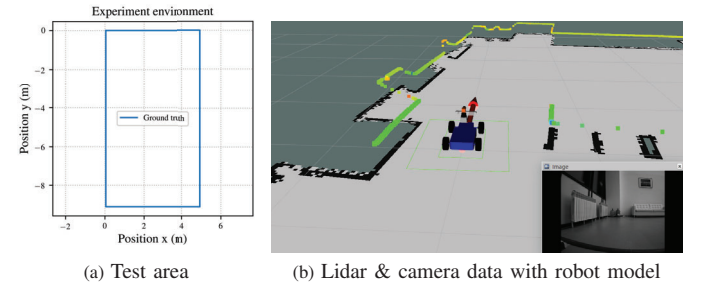 Experiment environment
0
−2
−4
−6
−8
Position y (m)
Ground truth
−2
0
2
4
6
Position x (m)
Image
(a) Test area
(b) Lidar & camera data with robot model